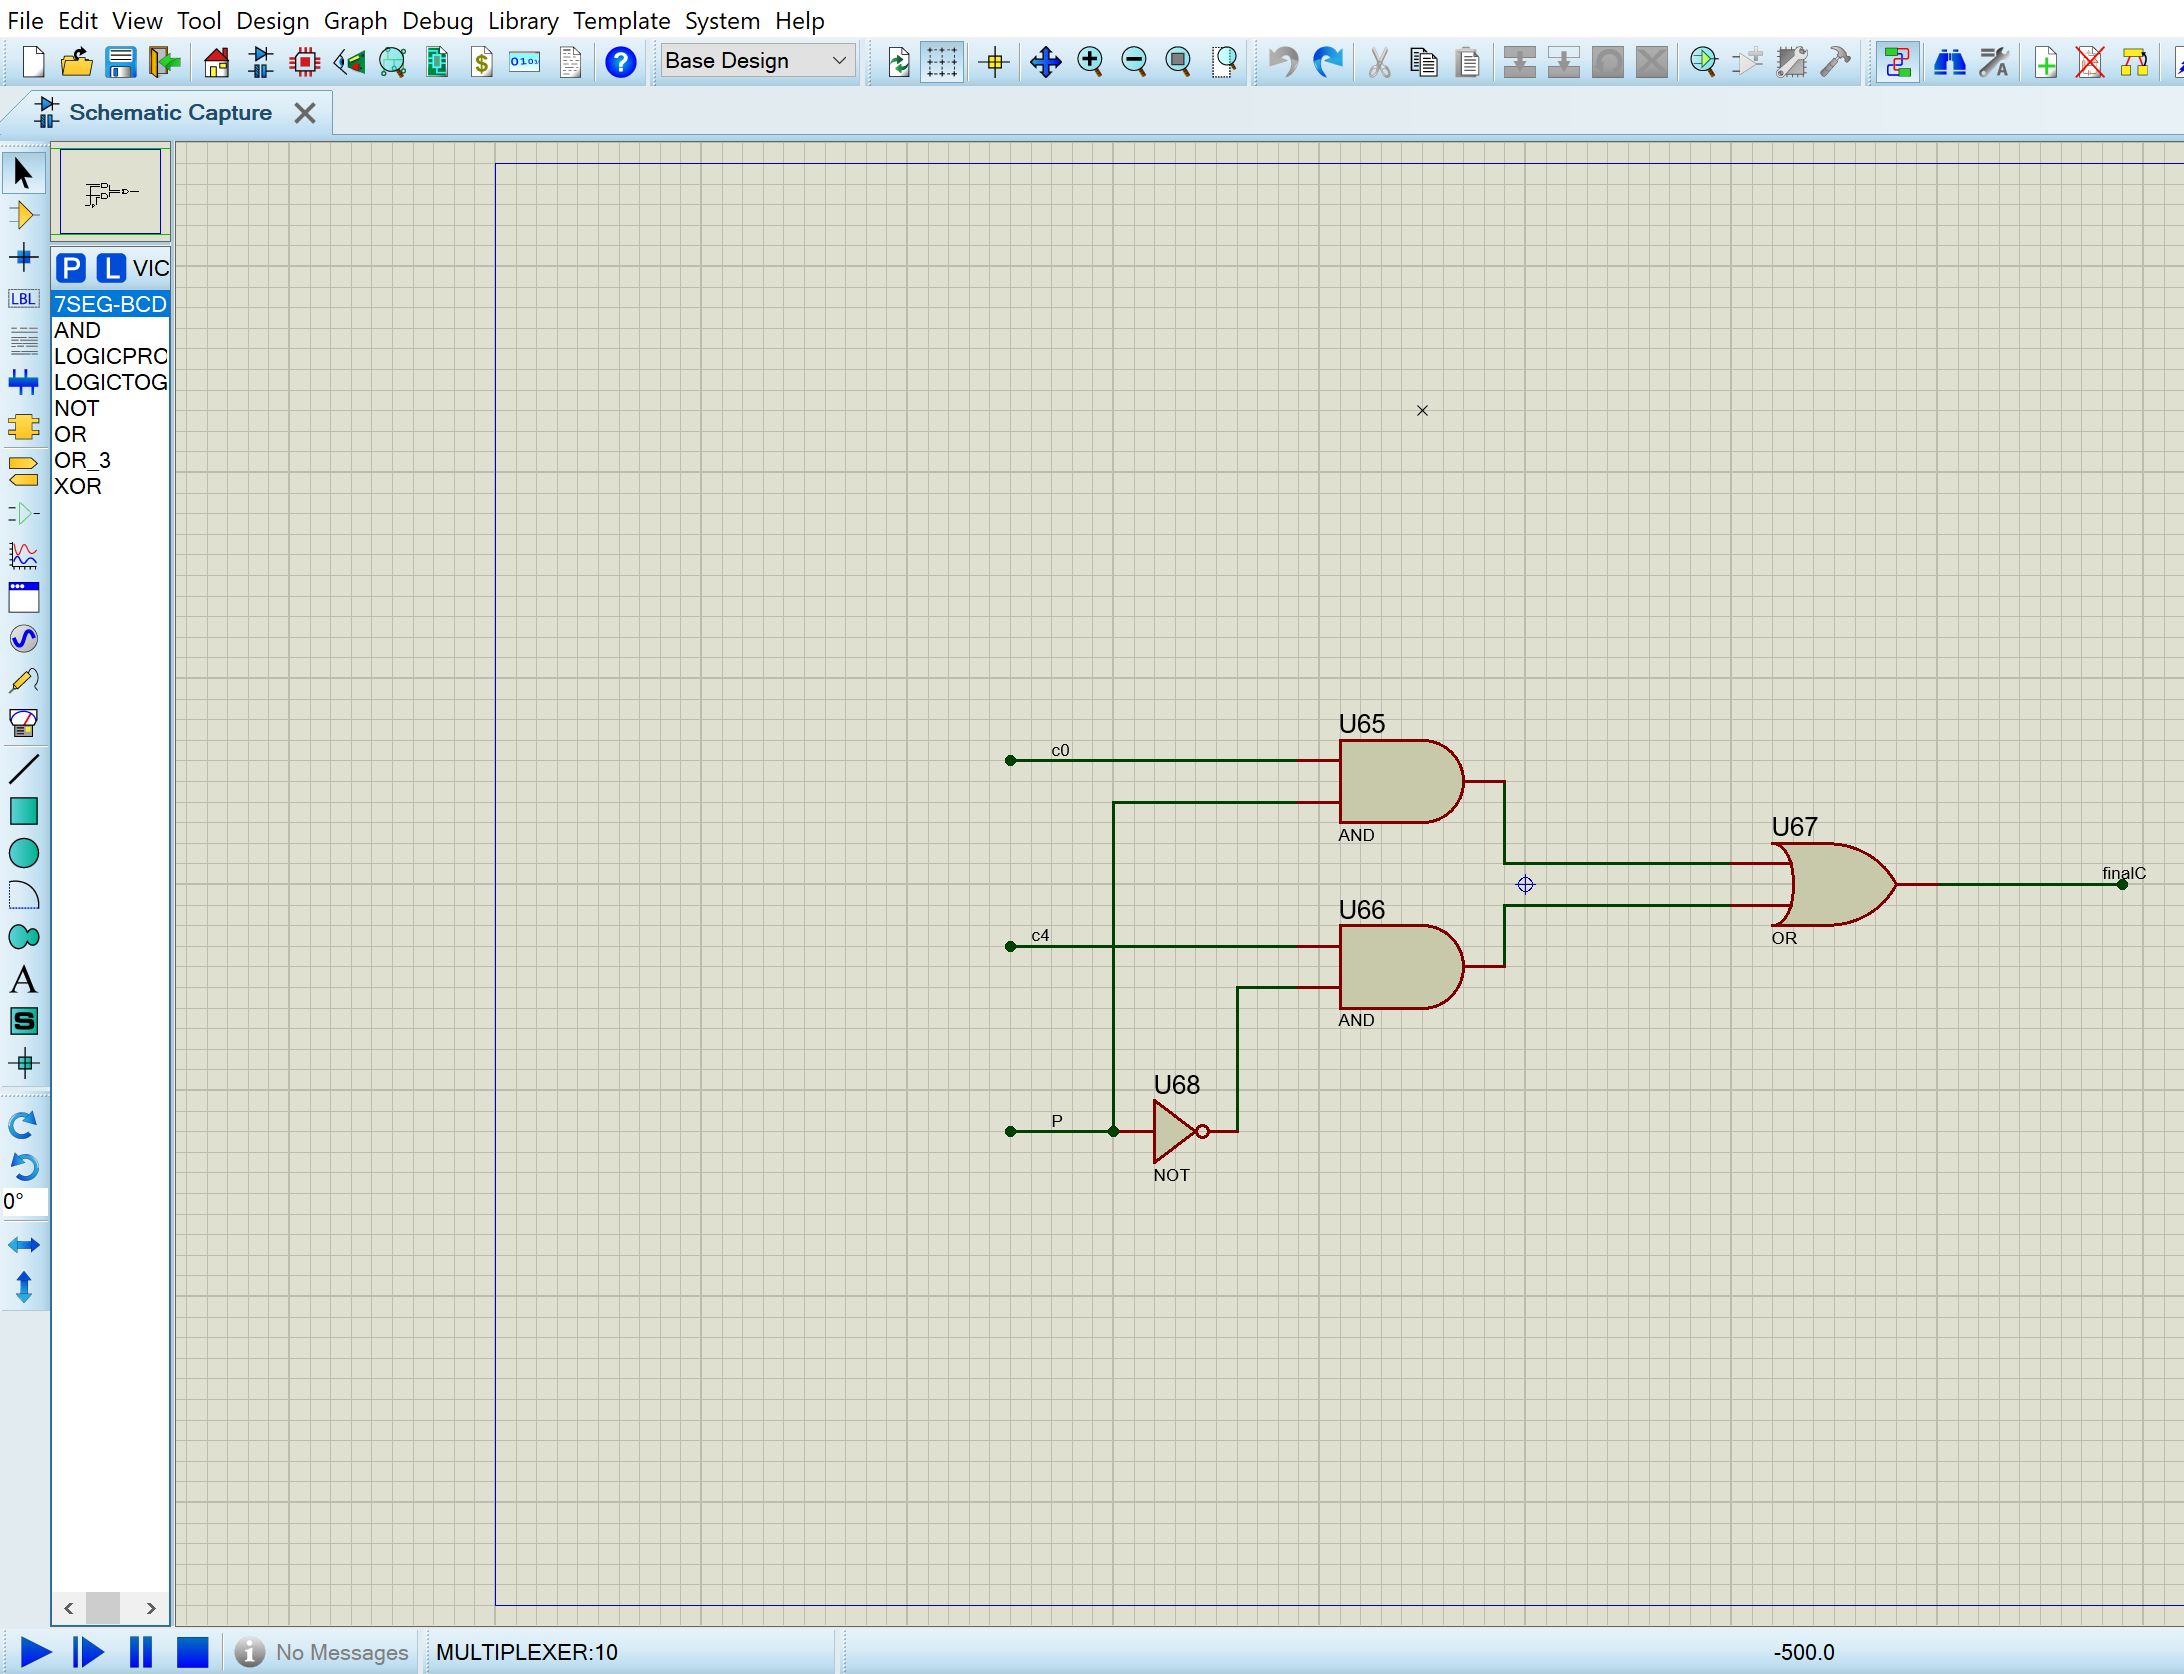 File Edit View Tool Design Graph Debug Library Template System Help
$ 0101 ? Base Design
Schematic Capture
P L VIC
LBL
7SEG-BCD
AND
LOGICPRO
LOGICTOG
NOT
OR
OR_3
XOR
A
S
0°
U65
c0
AND
U67
finalC
OR
U66
c4
AND
U68
P
NOT
No Messages MULTIPLEXER:10 -500.0